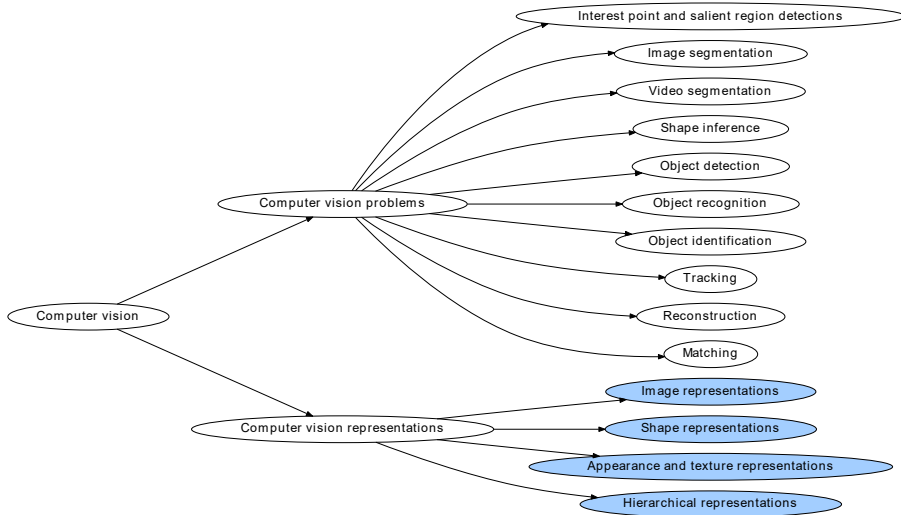 Interest point and salient region detections
Image segmentation
Video segmentation
Shape inference
Object detection
Computer vision problems
Object recognition
Object identification
Tracking
Computer vision
Reconstruction
Matching
Image representations
Computer vision representations
Shape representations
Appearance and texture representations
Hierarchical representations